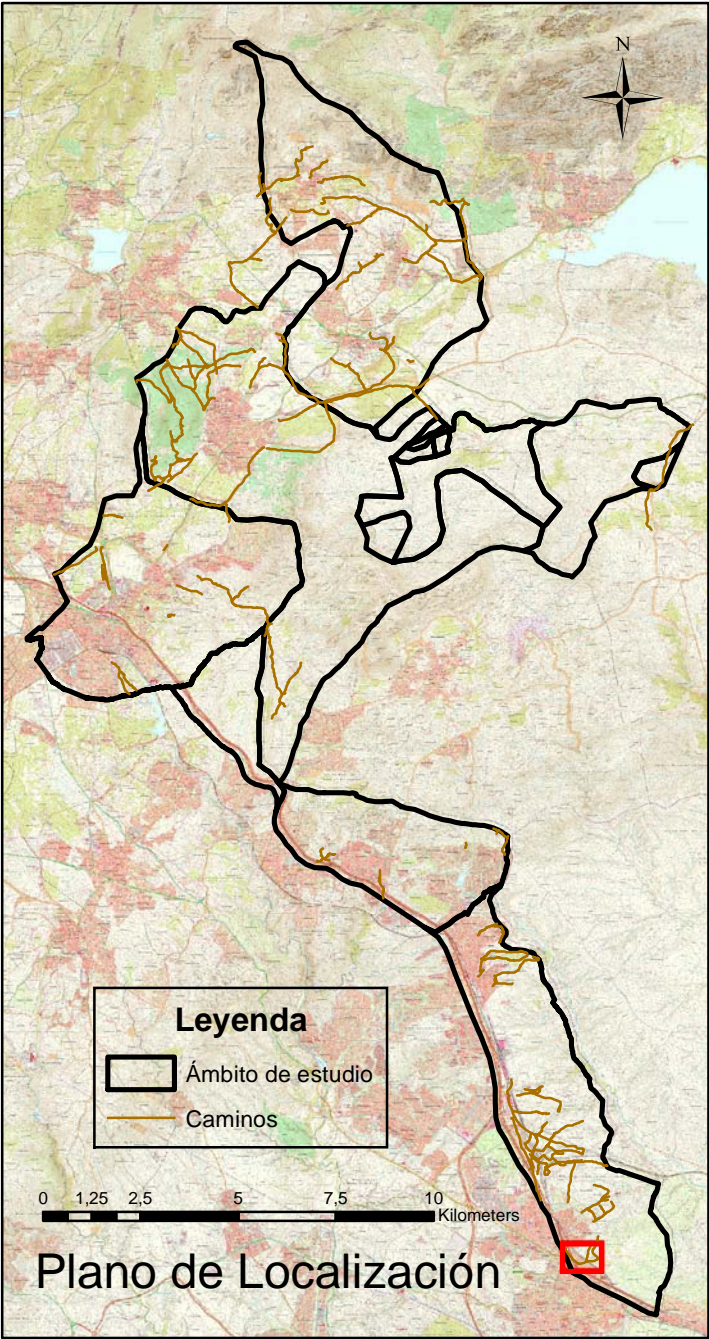 N
Leyenda
Ámbito de estudio
Caminos
0 1,25 2,5 5 7,5 10
Kilometers
Plano de Localización